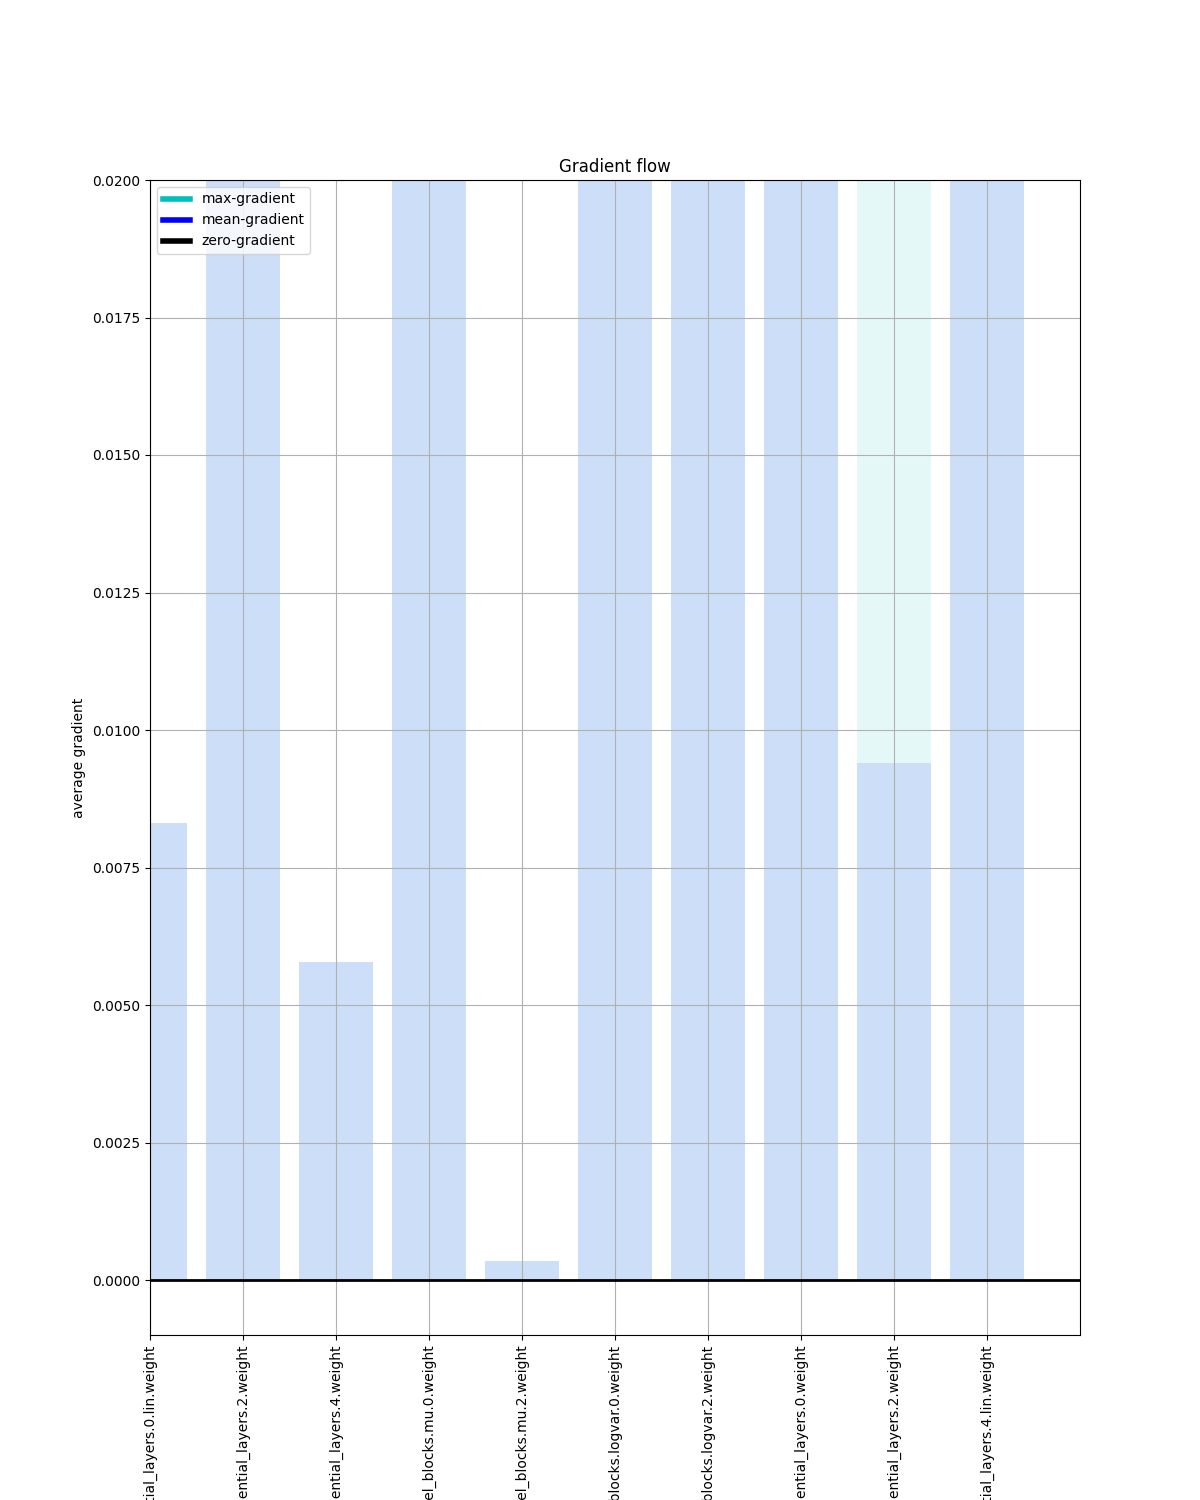 Gradient flow
max-gradient
mean-gradient
zero-gradient
0.0200
0.0175
0.0150
0.0125
0.0100
0.0075
0.0050
0.0025
0.0000
average gradient
tial_layers.0.lin.weight
ential_layers.2.weight
ential_layers.4.weight
el_blocks.mu.0.weight
el_blocks.mu.2.weight
blocks.logvar.0.weight
blocks.logvar.2.weight
ential_layers.0.weight
ential_layers.2.weight
tial_layers.4.lin.weight